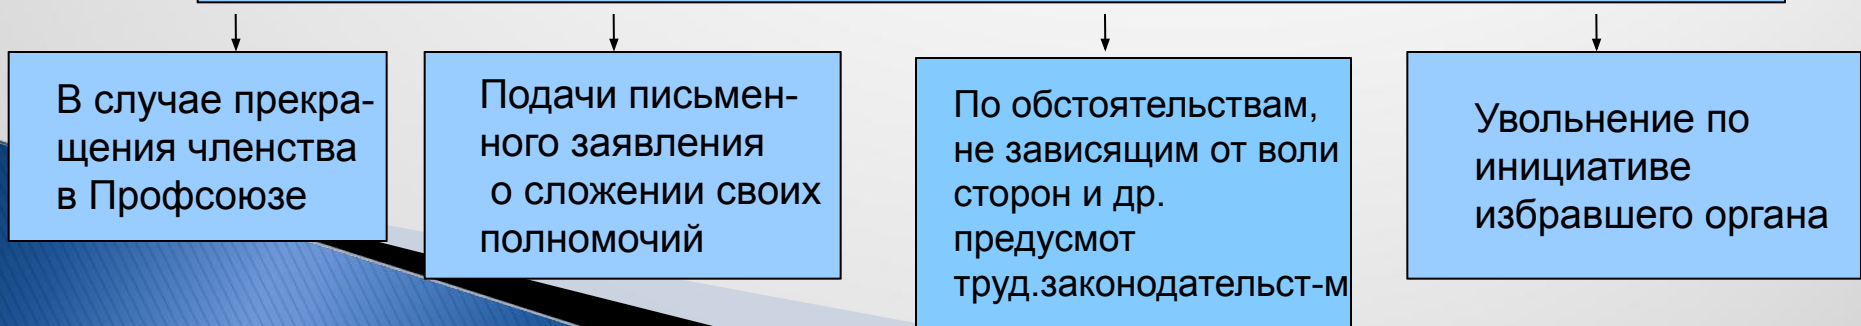 В случае прекра-
щения членства
в Профсоюзе
Подачи письмен-
ного заявления
о сложении своих
полномочий
По обстоятельствам,
не зависящим от воли
сторон и др.
предусмот
труд.законодательст-м
Увольнение по
инициативе
избравшего органа